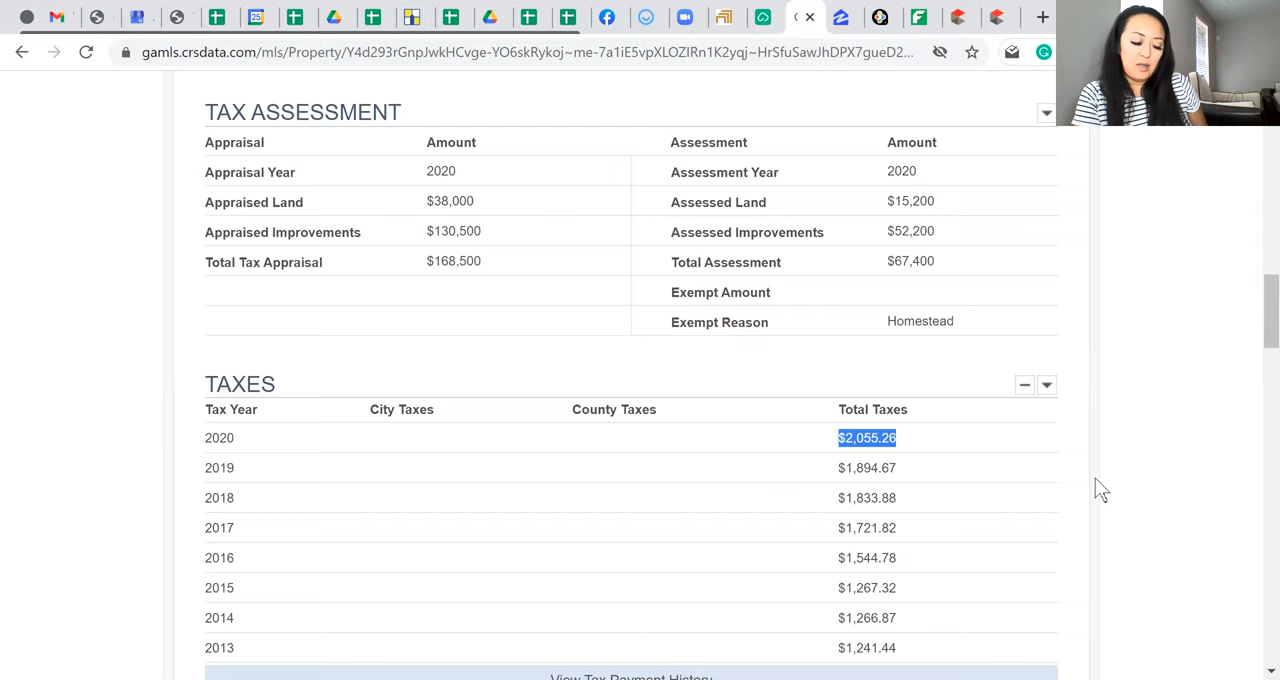 25
gamls.crsdata.com/mls/Property/Y4d293rGnpJwkHCvge-YO6skRykoj~me-7a1iE5vpXLOZIRn1K2yqj~HrSfuSawJhDPX7gueD2...
TAX ASSESSMENT
Appraisal Amount Assessment Amount
Appraisal Year 2020 Assessment Year 2020
Appraised Land $38,000 Assessed Land $15,200
Appraised Improvements $130,500 Assessed Improvements $52,200
Total Tax Appraisal $168,500 Total Assessment $67,400
Exempt Amount
Exempt Reason Homestead
TAXES
Tax Year City Taxes County Taxes Total Taxes
2020 $2,055.26
2019 $1,894.67
2018 $1,833.88
2017 $1,721.82
2016 $1,544.78
2015 $1,267.32
2014 $1,266.87
2013 $1,241.44
View Tax Payment History